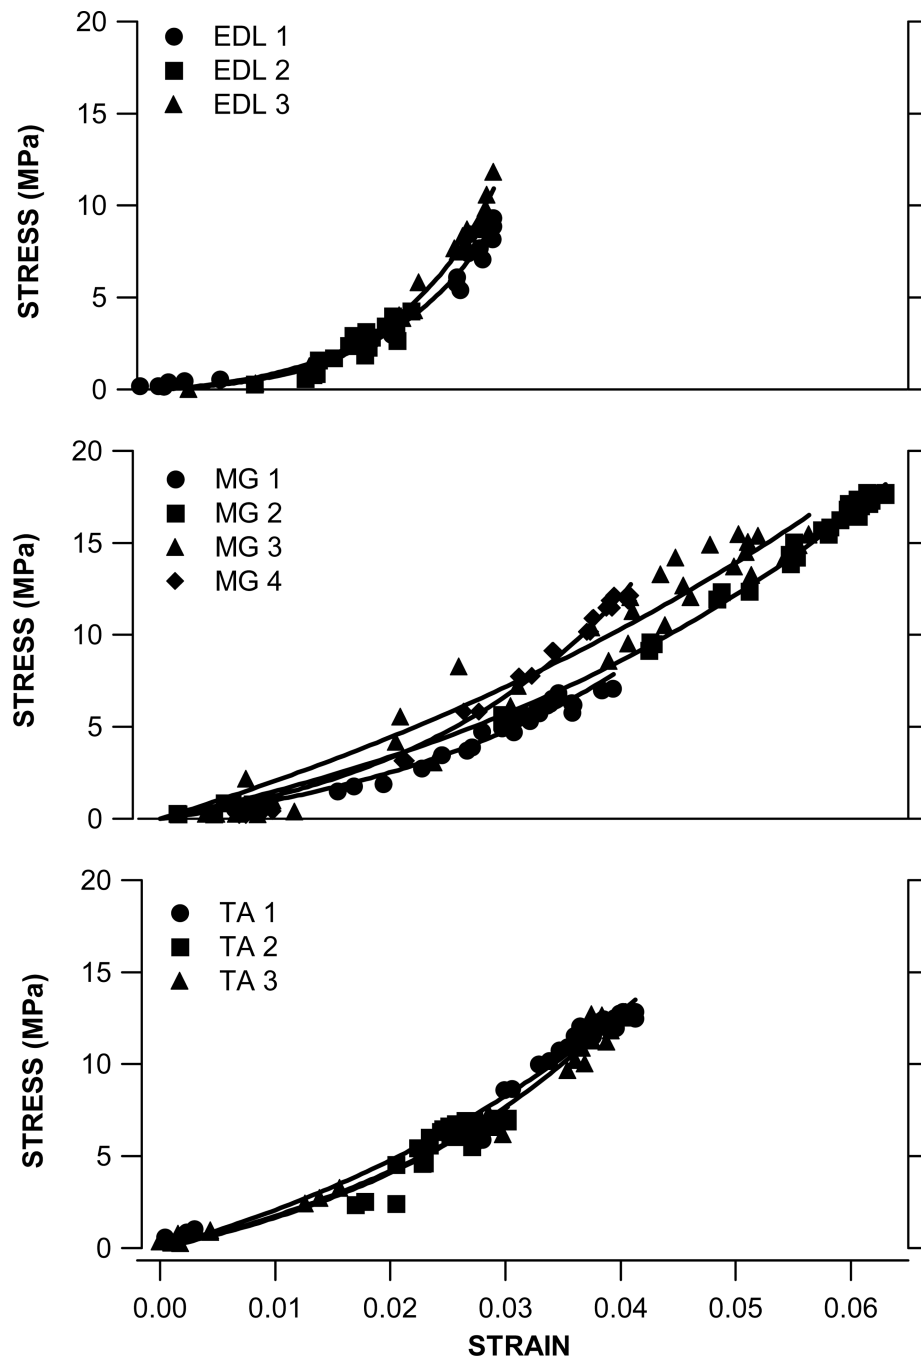 20
EDL 1
EDL 2
EDL 3
15
10
5
0
STRESS (MPa)
20
MG 1
MG 2
MG 3
MG 4
15
10
5
0
STRESS (MPa)
20
TA 1
TA 2
TA 3
15
10
5
0
STRESS (MPa)
0.00 0.01 0.02 0.03 0.04 0.05 0.06
STRAIN